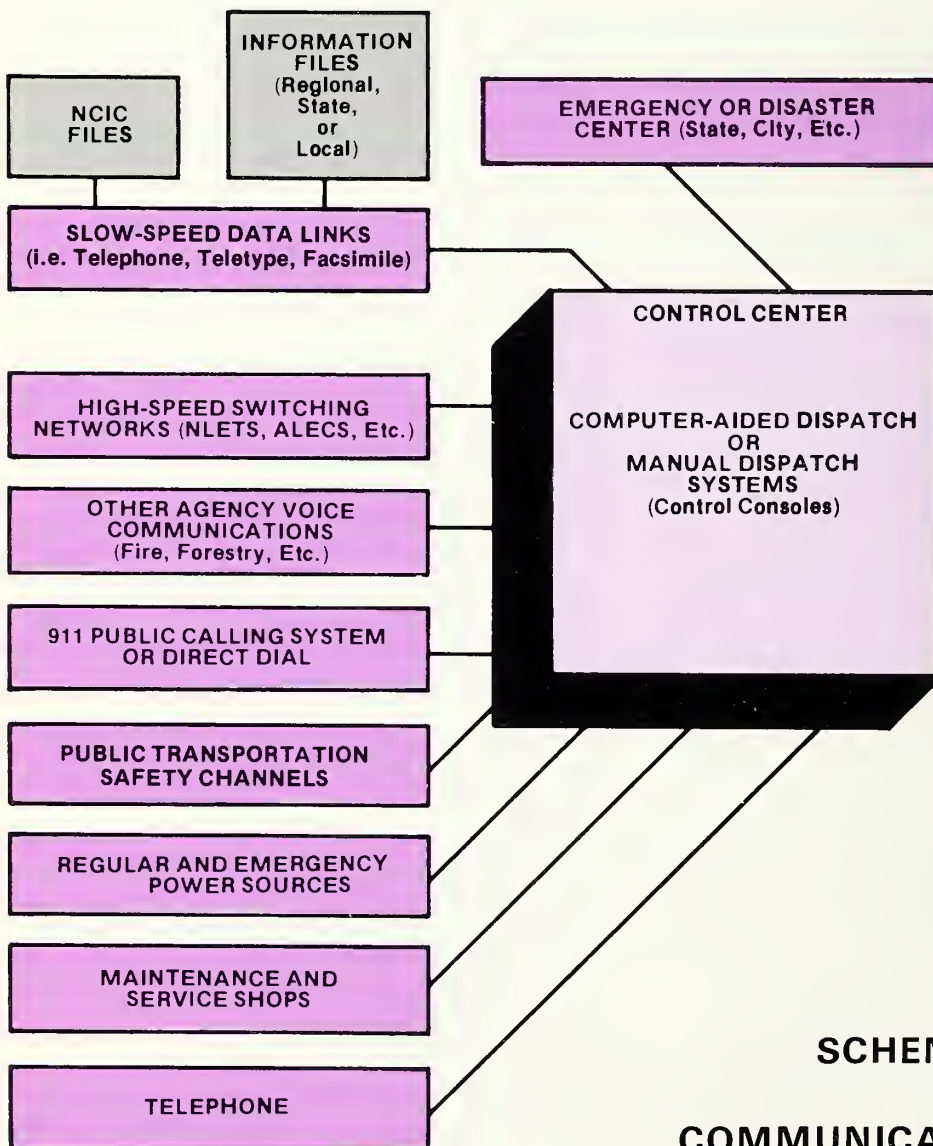 NCIC
FILES
INFORMATION
FILES
(Regional,
State,
or
Local)
EMERGENCY OR DISASTER
CENTER (State, City, Etc.)
SLOW-SPEED DATA LINKS
(i.e. Telephone, Teletype, Facsimile)
CONTROL CENTER
COMPUTER-AIDED DISPATCH
OR
MANUAL DISPATCH
SYSTEMS
(Control Consoles)
HIGH-SPEED SWITCHING
NETWORKS (NLETS, ALECS, Etc.)
OTHER AGENCY VOICE
COMMUNICATIONS
(Fire, Forestry, Etc.)
911 PUBLIC CALLING SYSTEM
OR DIRECT DIAL
PUBLIC TRANSPORTATION
SAFETY CHANNELS
REGULAR AND EMERGENCY
POWER SOURCES
MAINTENANCE AND
SERVICE SHOPS
TELEPHONE
SCHEM
COMMUNICA